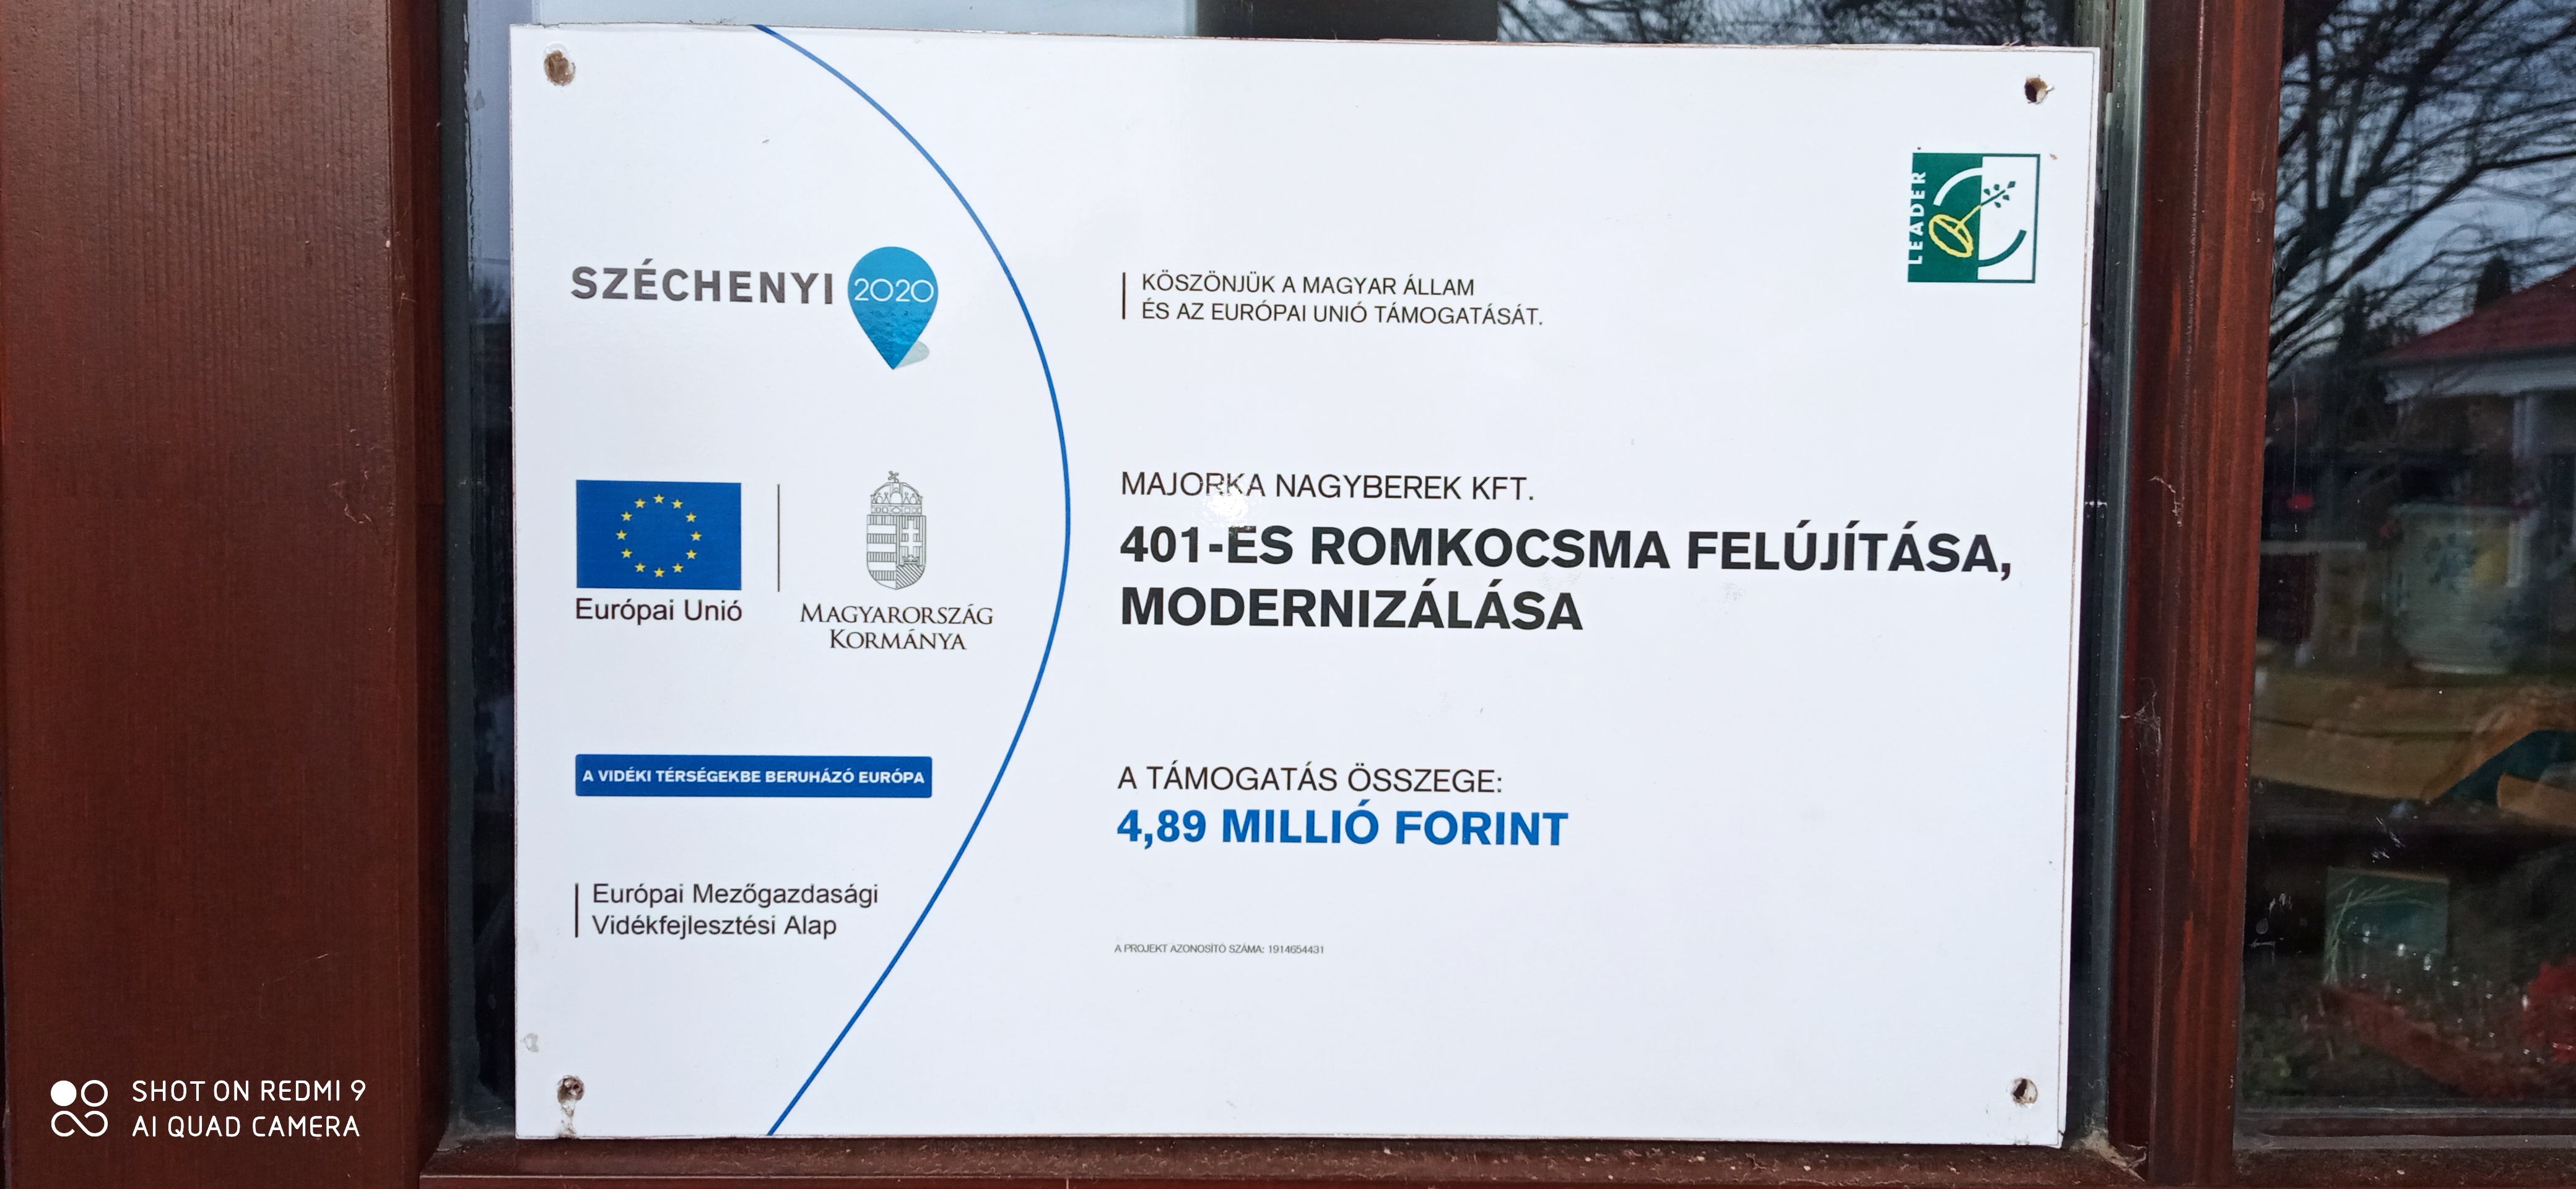 SZÉCHENYI 2020
Európai Unió
MAGYARORSZÁG
KORMÁNYA
A VIDÉKI TÉRSÉGEKBE BERUHÁZÓ EURÓPA
Európai Mezőgazdasági
Vidékfejlesztési Alap
LEADER
KÖSZÖNJÜK A MAGYAR ÁLLAM
ÉS AZ EURÓPAI UNIÓ TÁMOGATÁSÁT.
MAJORKA NAGYBEREK KFT.
401-ES ROMKOCSMA FELÚJÍTÁSA,
MODERNIZÁLÁSA
A TÁMOGATÁS ÖSSZEGE:
4,89 MILLIÓ FORINT
A PROJEKT AZONOSÍTÓ SZÁMA: 1914654431
SHOT ON REDMI 9
AI QUAD CAMERA